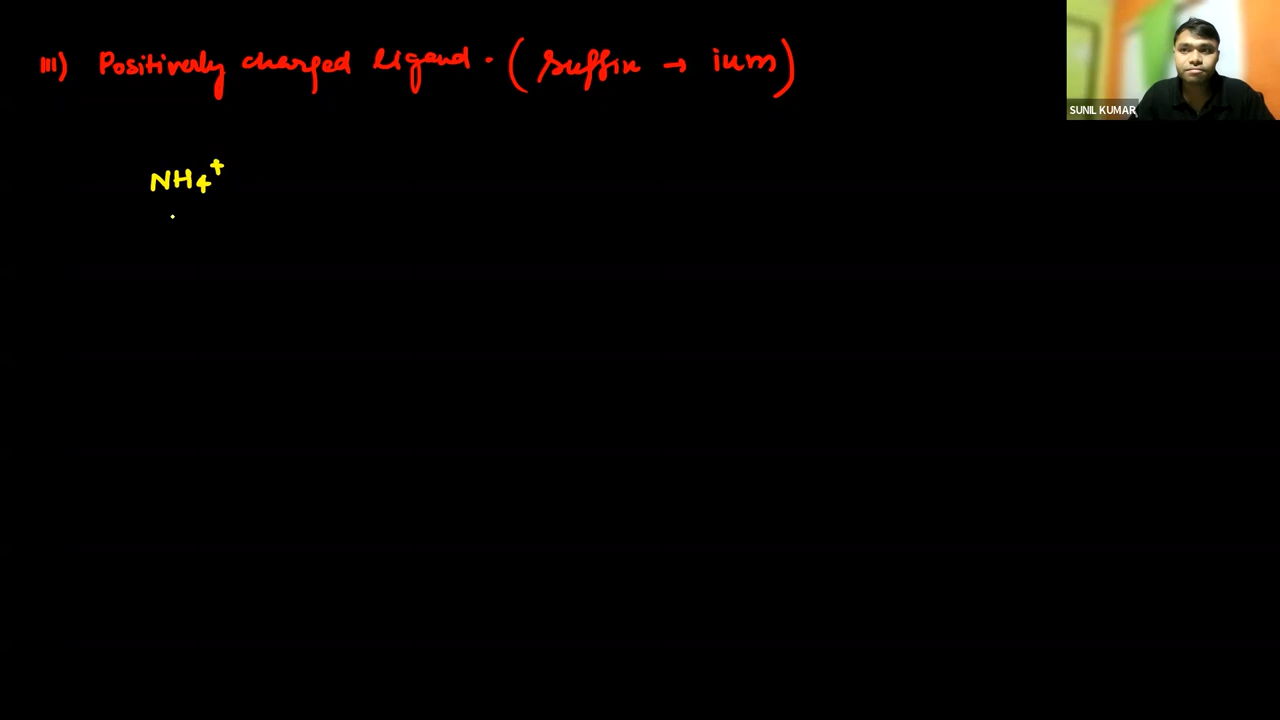 III) Positively charged ligand. (suffix → ium)
SUNIL KUMAR
NH4+